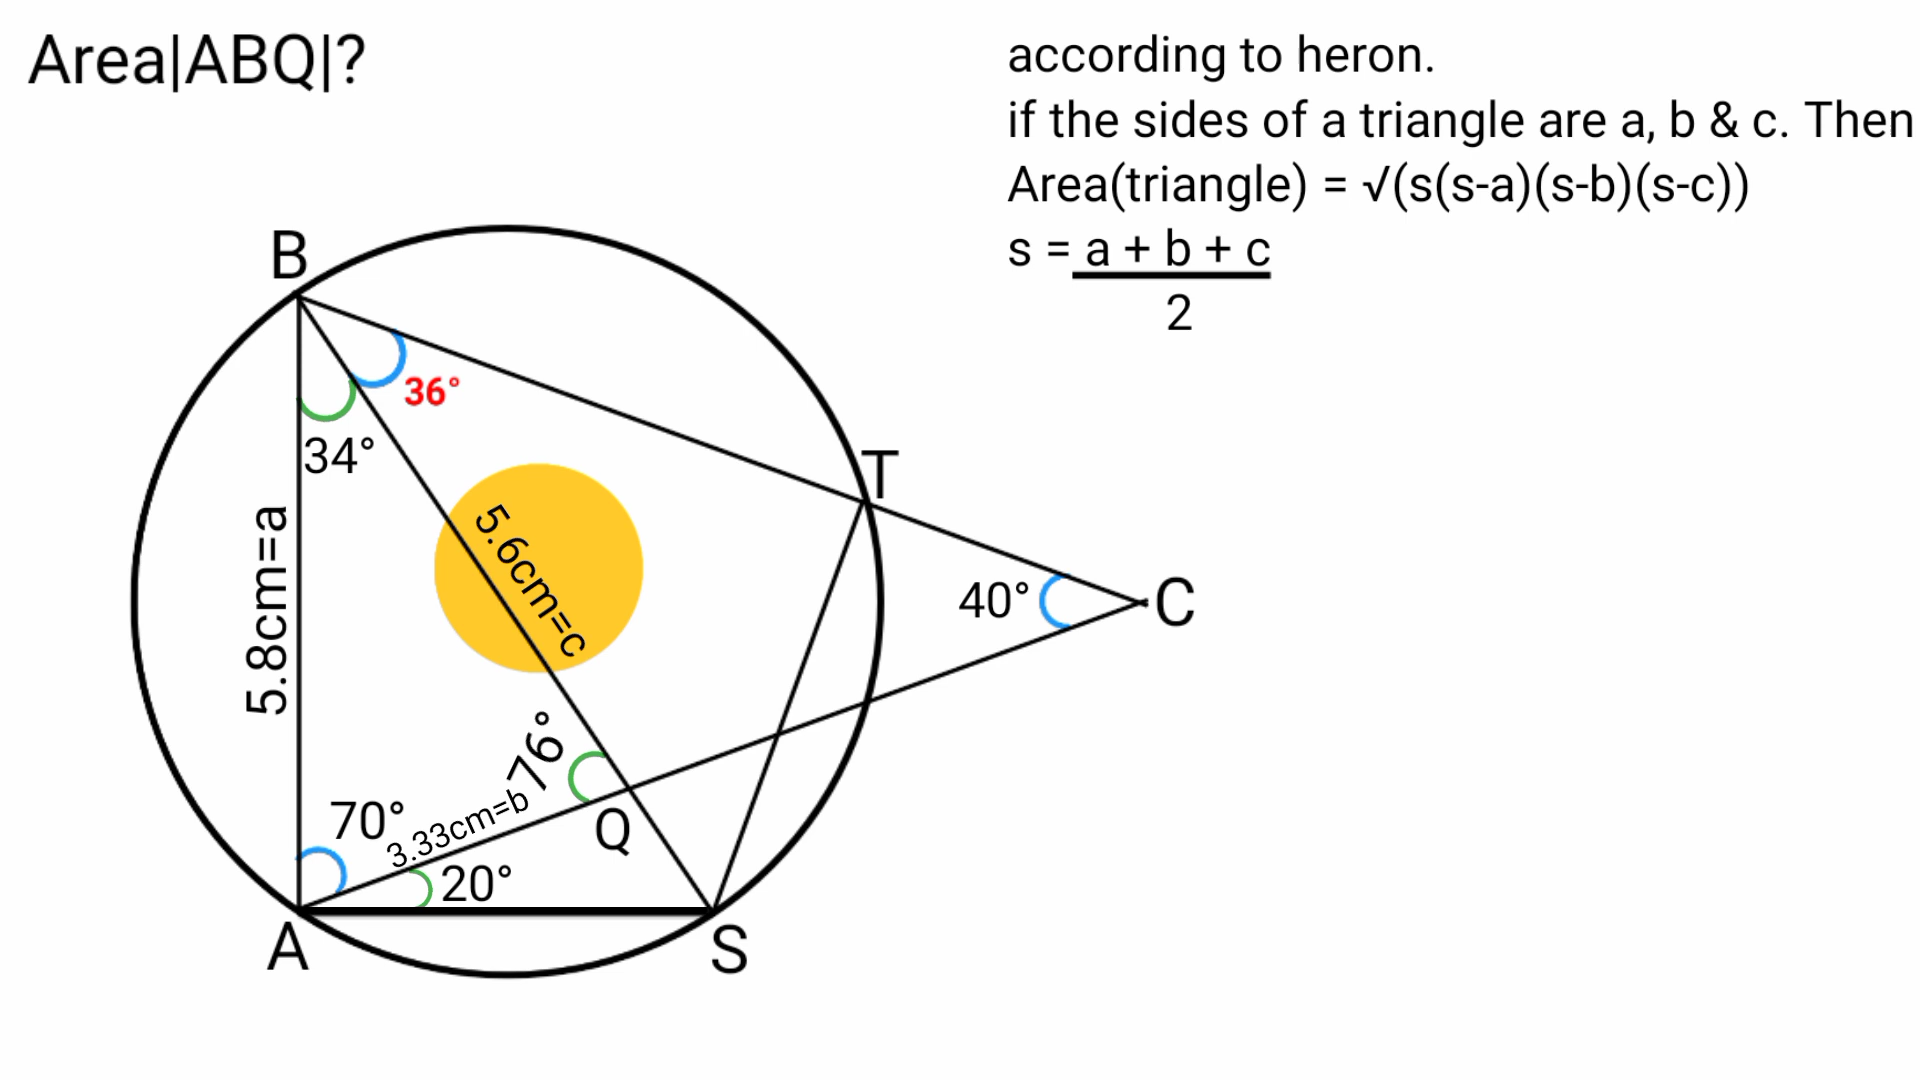 Area|ABQ|?
according to heron.
if the sides of a triangle are a, b & c. Then
Area(triangle) = √(s(s-a)(s-b)(s-c))
s = a + b + c
2
B
36°
34°
T
5.8cm=a
5.6cm=c
40°
C
76°
70°
3.33cm=b
Q
20°
A
S